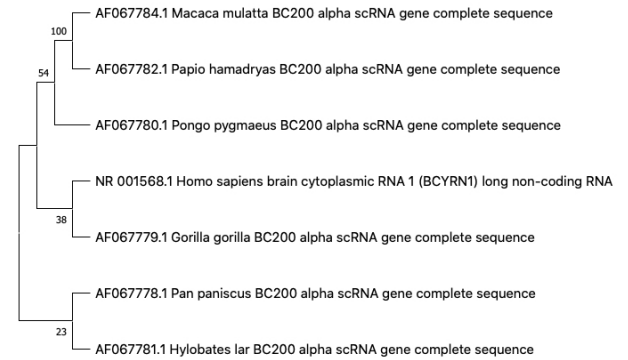 AF067784.1 Macaca mulatta BC200 alpha scRNA gene complete sequence
100
AF067782.1 Papio hamadryas BC200 alpha scRNA gene complete sequence
54
AF067780.1 Pongo pygmaeus BC200 alpha scRNA gene complete sequence
NR 001568.1 Homo sapiens brain cytoplasmic RNA 1 (BCYRN1) long non-coding RNA
38
AF067779.1 Gorilla gorilla BC200 alpha scRNA gene complete sequence
AF067778.1 Pan paniscus BC200 alpha scRNA gene complete sequence
23
AF067781.1 Hylobates lar BC200 alpha scRNA gene complete sequence